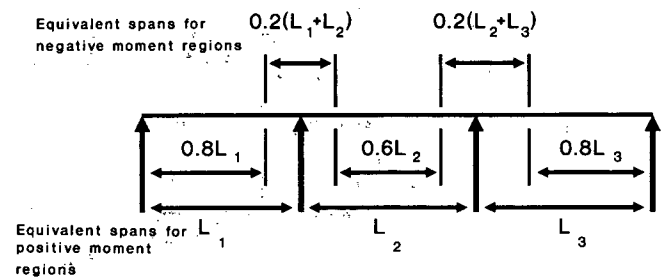 Equivalent spans for
negative moment regions
0.2(L1+L2)
0.2(L2+L3)
0.8L1
0.6L2
0.8L3
Equivalent spans for
positive moment
regions
L1
L2
L3